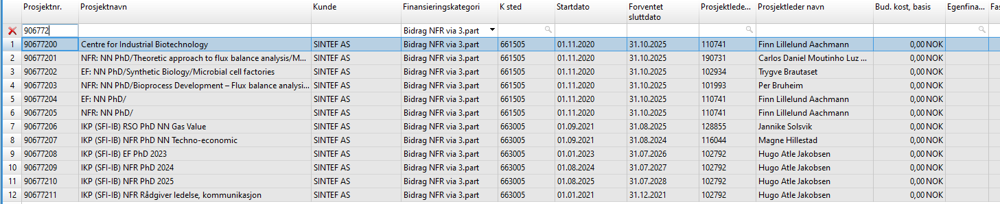 Prosjektnr. Prosjektnavn Kunde Finansieringskategori K sted Startdato Forventet sluttdato Prosjektlede... Prosjektleder navn Bud. kost, basis Egenfina... Fas
906772 Bidrag NFR via 3.part
1 90677200 Centre for Industrial Biotechnology SINTEF AS Bidrag NFR via 3.part 661505 01.11.2020 31.10.2025 110741 Finn Lillelund Aachmann 0,00 NOK
2 90677201 NFR: NN PhD/Theoretic approach to flux balance analysis/M... SINTEF AS Bidrag NFR via 3.part 661505 01.11.2020 31.10.2025 190731 Carlos Daniel Moutinho Luz ... 0,00 NOK
3 90677202 EF: NN PhD/Synthetic Biology/Microbial cell factories SINTEF AS Bidrag NFR via 3.part 661505 01.11.2020 31.10.2025 102934 Trygve Brautaset 0,00 NOK
4 90677203 NFR: NN PhD/Bioprocess Development – Flux balance analysi... SINTEF AS Bidrag NFR via 3.part 661505 01.11.2020 31.10.2025 101993 Per Bruheim 0,00 NOK
5 90677204 EF: NN PhD/ SINTEF AS Bidrag NFR via 3.part 661505 01.11.2020 31.10.2025 110741 Finn Lillelund Aachmann 0,00 NOK
6 90677205 NFR: NN PhD/ SINTEF AS Bidrag NFR via 3.part 661505 01.11.2020 31.10.2025 110741 Finn Lillelund Aachmann 0,00 NOK
7 90677206 IKP (SFI-IB) RSO PhD NN Gas Value SINTEF AS Bidrag NFR via 3.part 663005 01.09.2021 31.08.2025 128855 Jannike Solsvik 0,00 NOK
8 90677207 IKP (SFI-IB) NFR PhD NN Techno-economic SINTEF AS Bidrag NFR via 3.part 663005 01.09.2021 31.08.2024 116044 Magne Hillestad 0,00 NOK
9 90677208 IKP (SFI-IB) EF PhD 2023 SINTEF AS Bidrag NFR via 3.part 663005 01.01.2023 31.07.2026 102792 Hugo Atle Jakobsen 0,00 NOK
10 90677209 IKP (SFI-IB) NFR PhD 2024 SINTEF AS Bidrag NFR via 3.part 663005 01.08.2024 31.07.2027 102792 Hugo Atle Jakobsen 0,00 NOK
11 90677210 IKP (SFI-IB) NFR PhD 2025 SINTEF AS Bidrag NFR via 3.part 663005 01.08.2025 31.07.2028 102792 Hugo Atle Jakobsen 0,00 NOK
12 90677211 IKP (SFI-IB) NFR Rådgiver ledelse, kommunikasjon SINTEF AS Bidrag NFR via 3.part 663005 01.01.2021 31.12.2021 102792 Hugo Atle Jakobsen 0,00 NOK